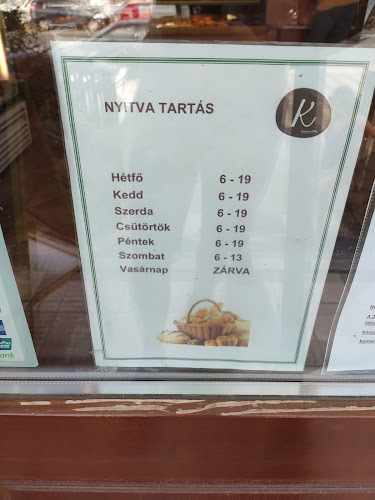 NYITVA TARTÁS
K
Hétfő 6 - 19
Kedd 6 - 19
Szerda 6 - 19
Csütörtök 6 - 19
Péntek 6 - 19
Szombat 6 - 13
Vasárnap ZÁRVA